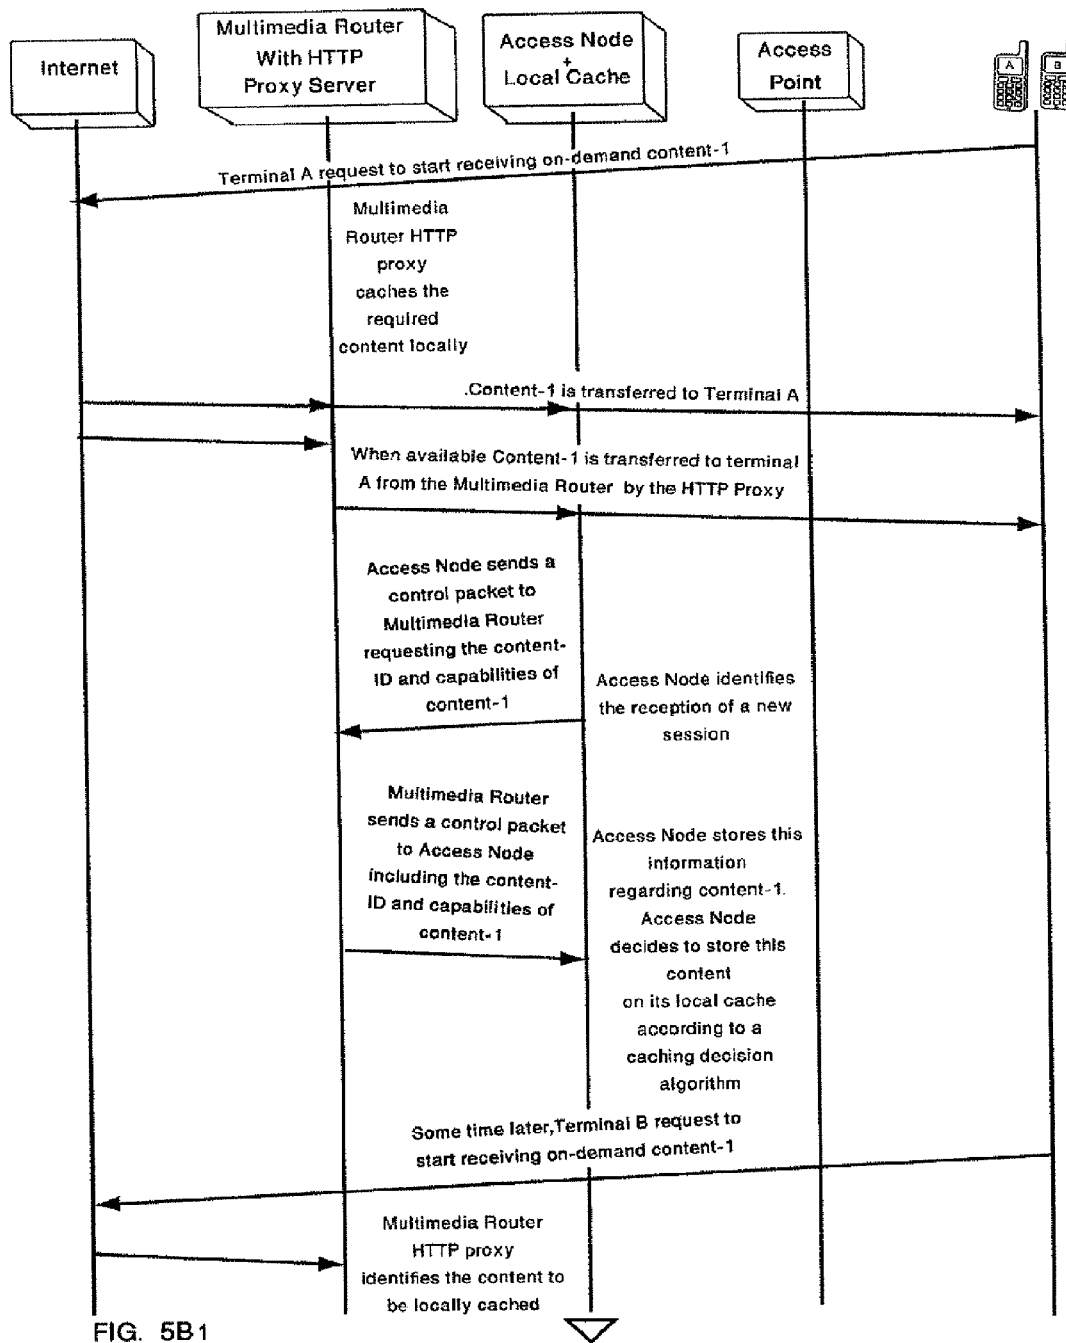 Internet
Multimedia Router
With HTTP
Proxy Server
Access Node
+
Local Cache
Access
Point
A
B
Terminal A request to start receiving on-demand content-1
Multimedia
Router HTTP
proxy
caches the
required
content locally
.Content-1 is transferred to Terminal A
When available Content-1 is transferred to terminal
A from the Multimedia Router by the HTTP Proxy
Access Node sends a
control packet to
Multimedia Router
requesting the content-
ID and capabilities of
content-1
Access Node identifies
the reception of a new
session
Multimedia Router
sends a control packet
to Access Node
including the content-
ID and capabilities of
content-1
Access Node stores this
information
regarding content-1.
Access Node
decides to store this
content
on its local cache
according to a
caching decision
algorithm
Some time later,Terminal B request to
start receiving on-demand content-1
Multimedia Router
HTTP proxy
identifies the content to
be locally cached
FIG. 5B1